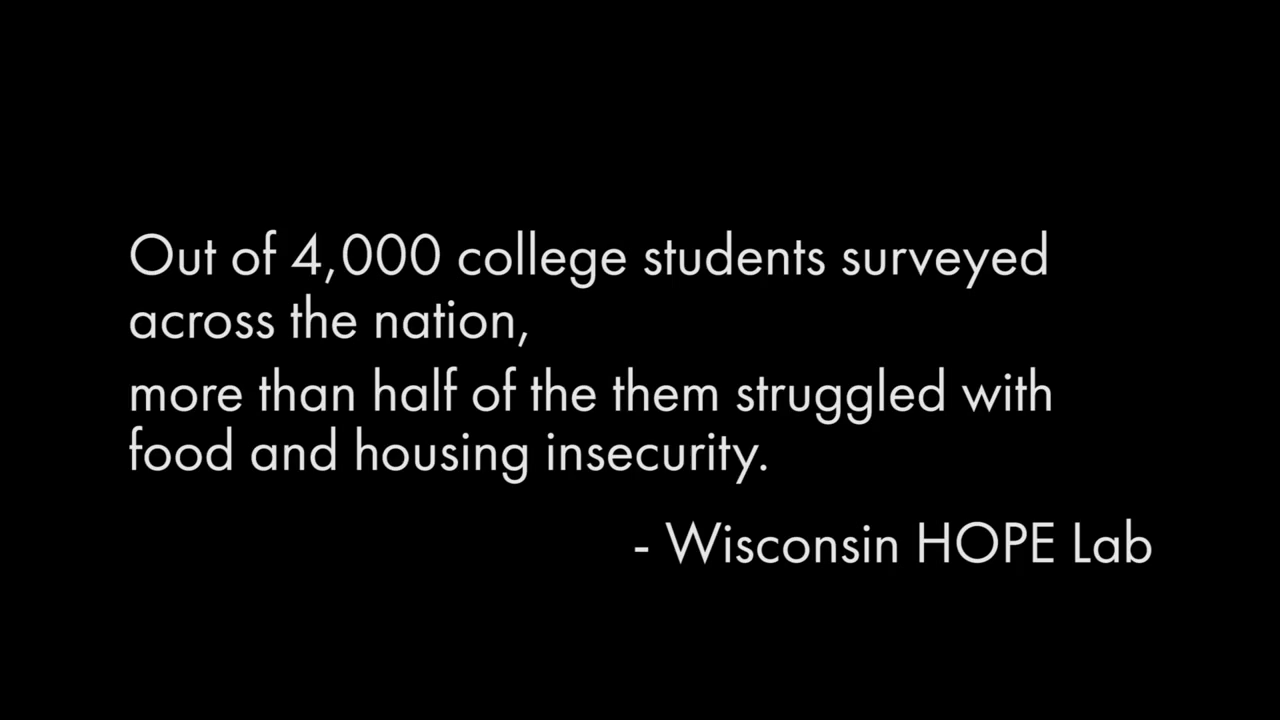 Out of 4,000 college students surveyed
across the nation,
more than half of the them struggled with
food and housing insecurity.
- Wisconsin HOPE Lab